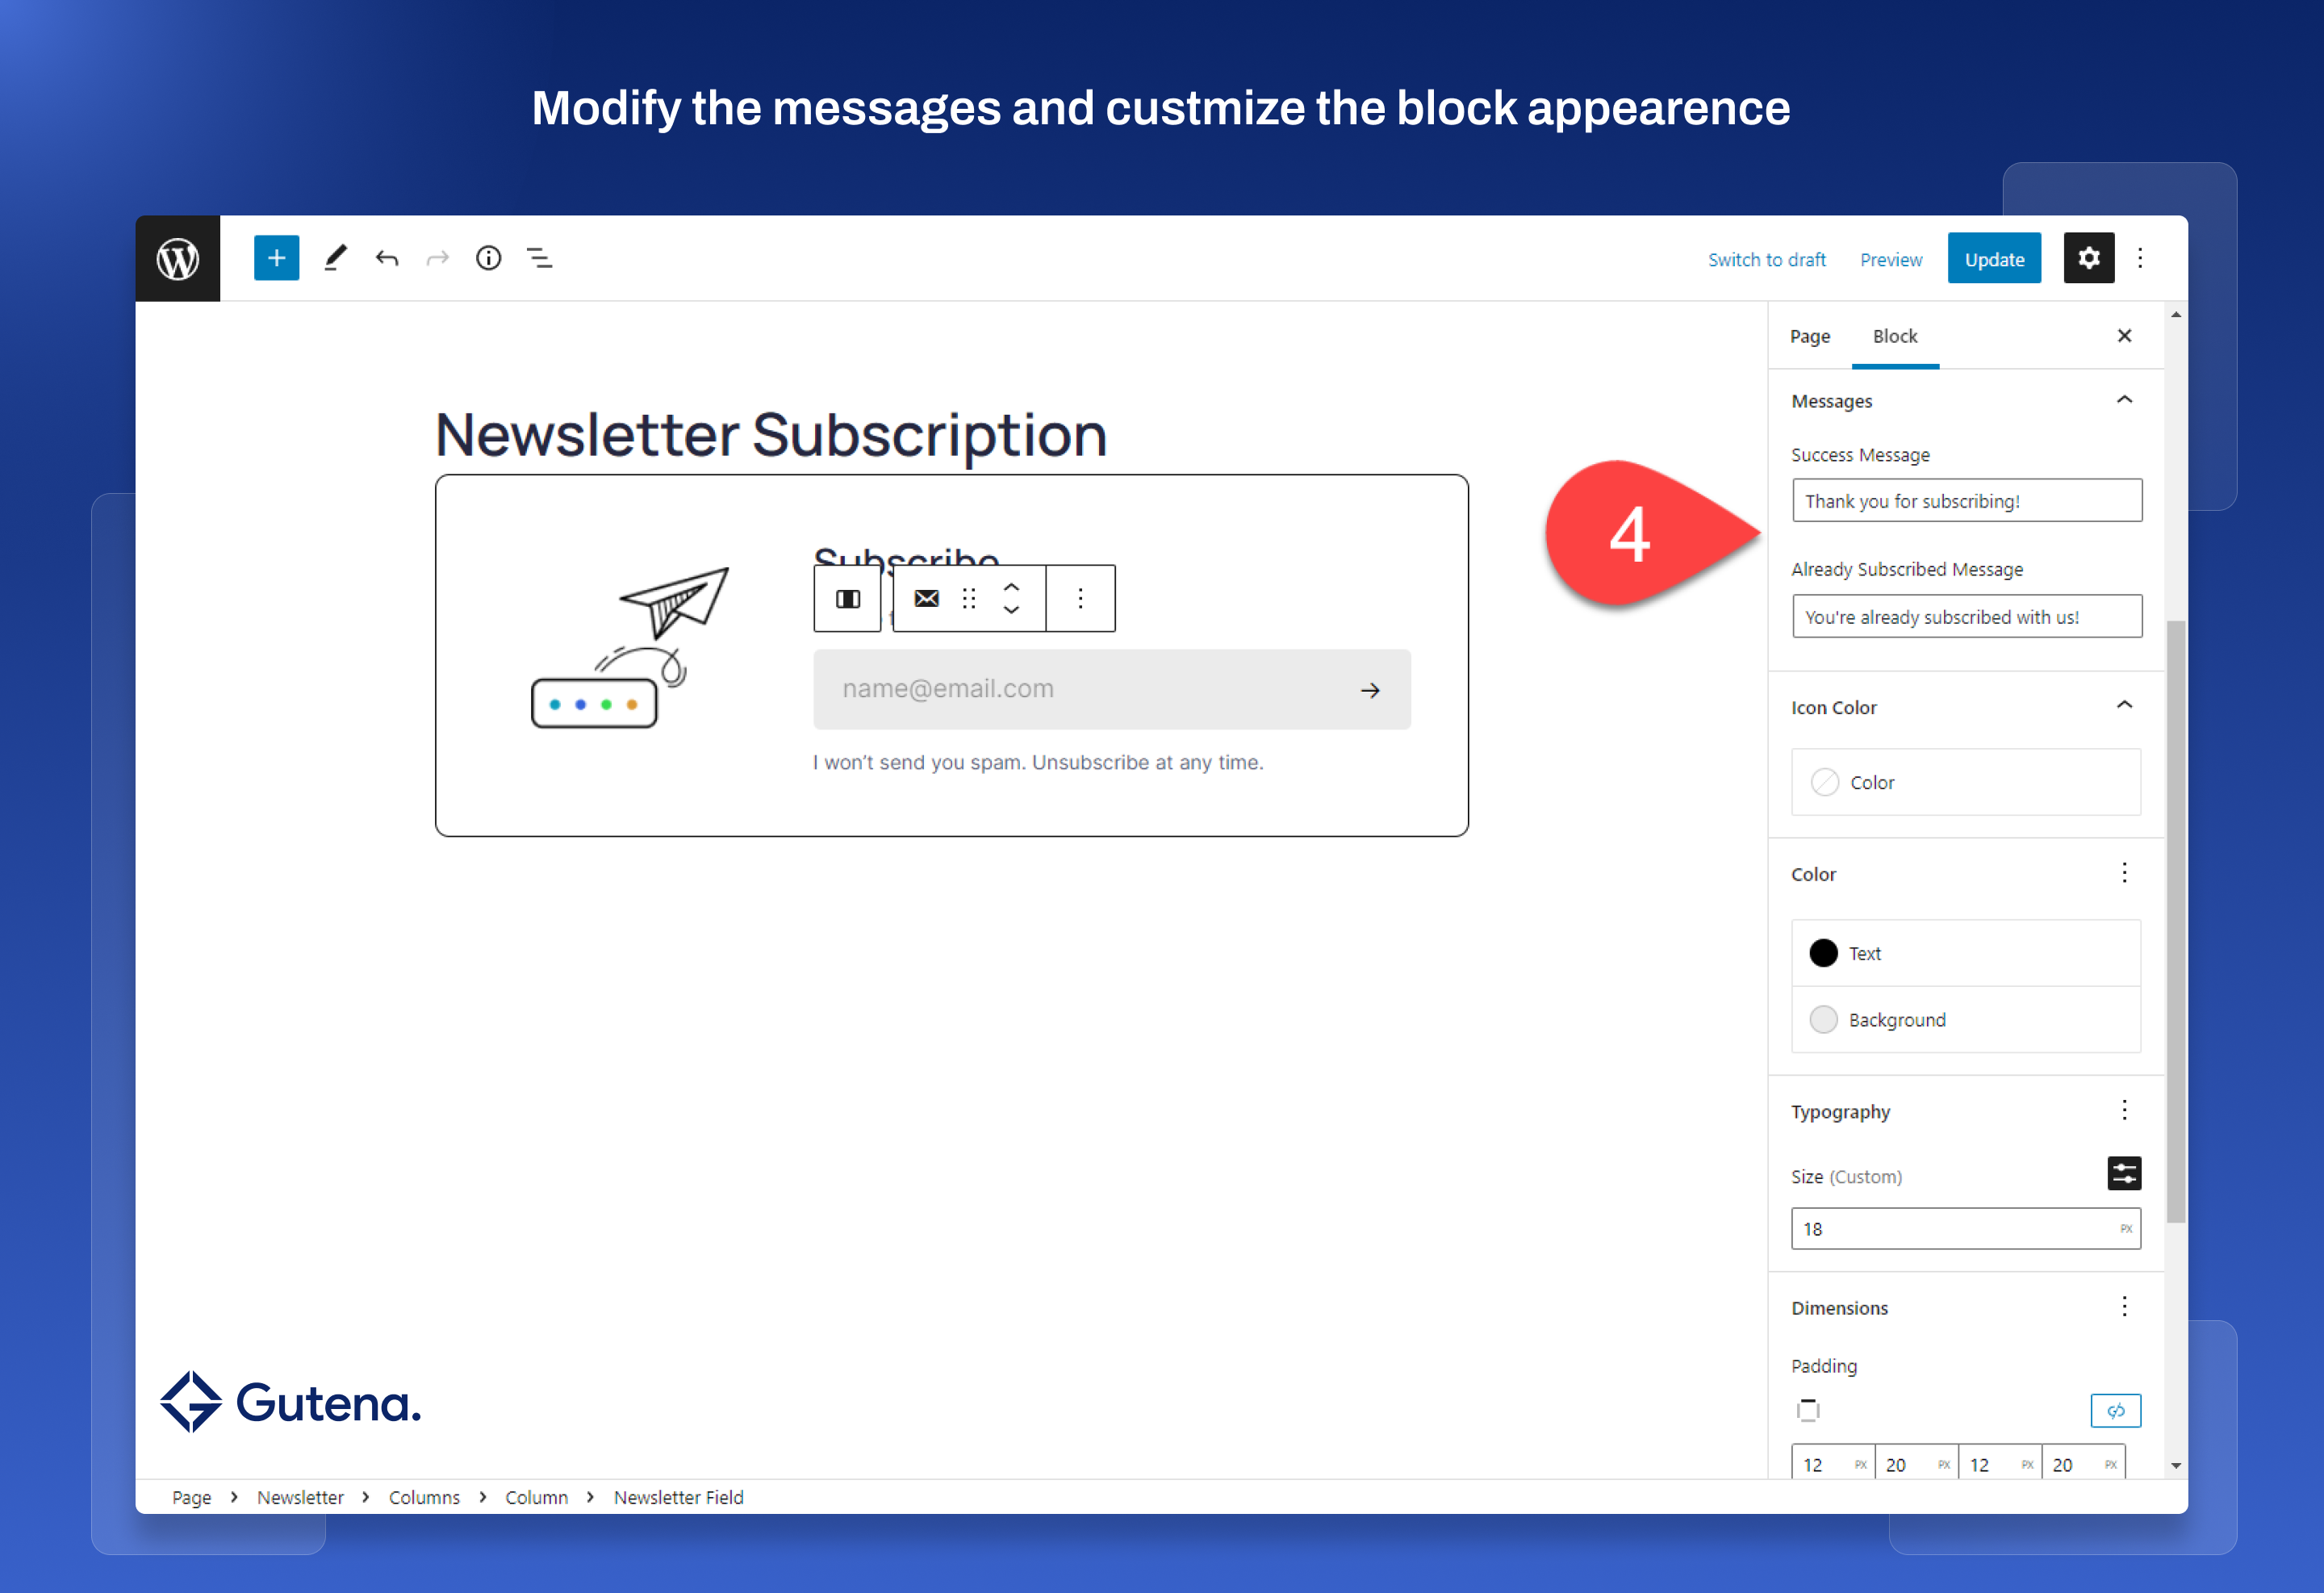 Modify the messages and custmize the block appearence
Switch to draft Preview Update
Page Block
Messages
Success Message
Thank you for subscribing!
Already Subscribed Message
You're already subscribed with us!
Icon Color
Color
Color
Text
Background
Typography
Size (Custom)
18 PX
Dimensions
Padding
12 PX 20 PX 12 PX 20 PX
Newsletter Subscription
Subscribe
name@email.com
I won't send you spam. Unsubscribe at any time.
4
Gutena.
Page Newsletter Columns Column Newsletter Field